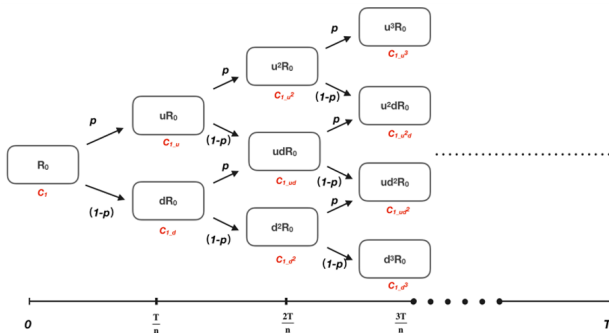 u³R₀
p
C₁_u³
u²R₀
p
C₁_u²
(1-p)
uR₀
u²dR₀
p
p
C₁_u
C₁_u²d
(1-p)
udR₀
R₀
p
C₁_ud
C₁
(1-p)
ud²R₀
dR₀
p
C₁_ud²
(1-p)
C₁_d
d²R₀
(1-p)
C₁_d²
(1-p)
d³R₀
C₁_d³
0
T/n
2T/n
3T/n
T